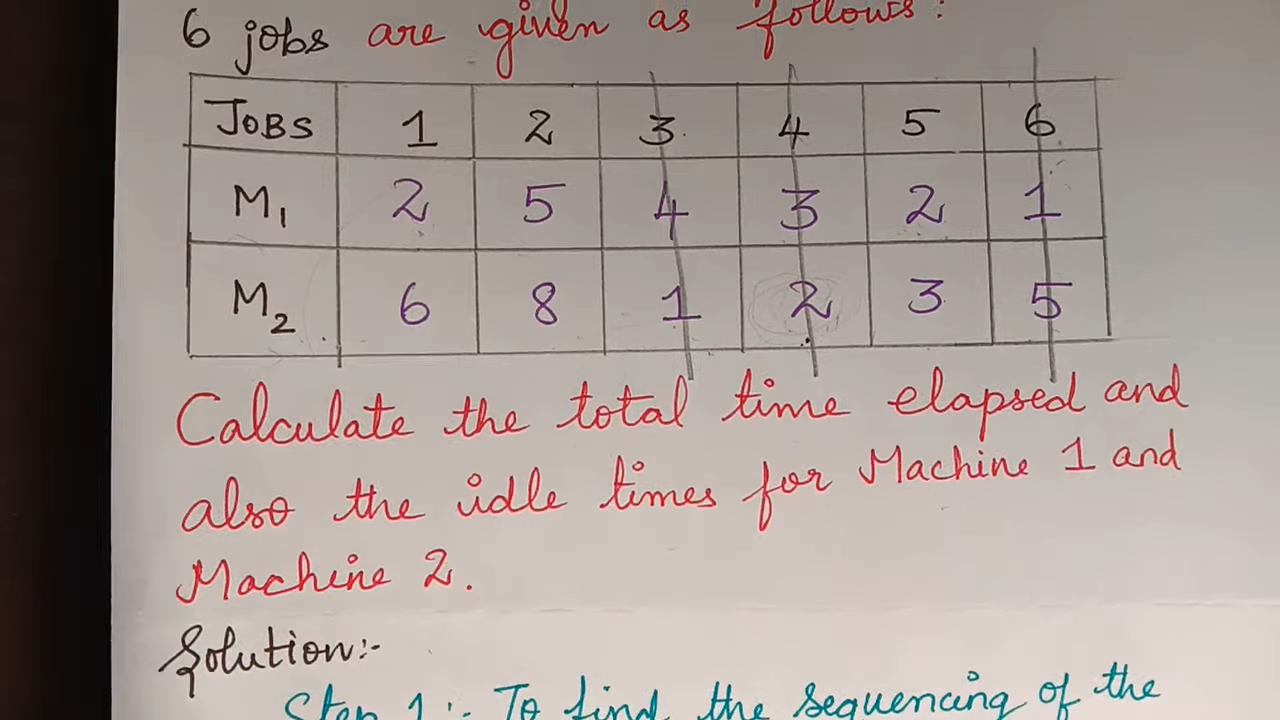 6 jobs are given as follows:
JOBS 1 2 3 4 5 6
M1 2 5 4 3 2 1
M2 6 8 1 2 3 5
Calculate the total time elapsed and
also the idle times for Machine 1 and
Machine 2.
Solution:-
Step 1:- To find the sequencing of the